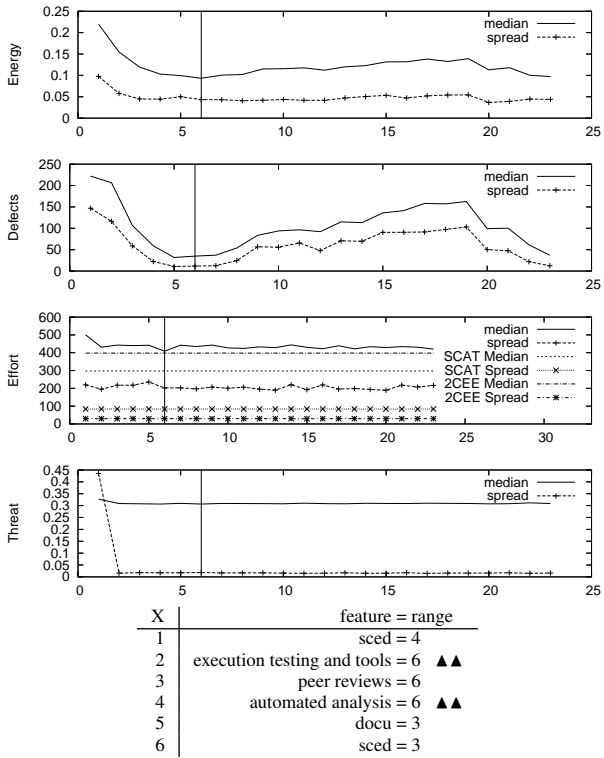 Energy
0.25
0.2
0.15
0.1
0.05
0
median
spread
0 5 10 15 20 25
Defects
250
200
150
100
50
0
median
spread
0 5 10 15 20 25
Effort
600
500
400
300
200
100
0
median
spread
SCAT Median
SCAT Spread
2CEE Median
2CEE Spread
0 5 10 15 20 25 30
Threat
0.45
0.4
0.35
0.3
0.25
0.2
0.15
0.1
0.05
0
median
spread
0 5 10 15 20 25
X feature = range
1 sced = 4
2 execution testing and tools = 6 ▲▲
3 peer reviews = 6
4 automated analysis = 6 ▲▲
5 docu = 3
6 sced = 3